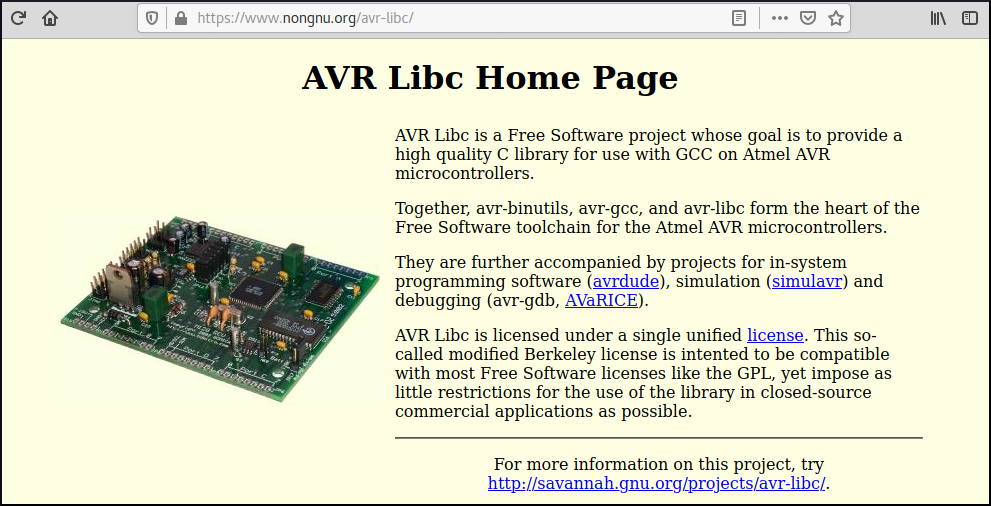 https://www.nongnu.org/avr-libc/
AVR Libc Home Page
AVR Libc is a Free Software project whose goal is to provide a
high quality C library for use with GCC on Atmel AVR
microcontrollers.
Together, avr-binutils, avr-gcc, and avr-libc form the heart of the
Free Software toolchain for the Atmel AVR microcontrollers.
They are further accompanied by projects for in-system
programming software (avrdude), simulation (simulavr) and
debugging (avr-gdb, AVaRICE).
AVR Libc is licensed under a single unified license. This so-
called modified Berkeley license is intented to be compatible
with most Free Software licenses like the GPL, yet impose as
little restrictions for the use of the library in closed-source
commercial applications as possible.
For more information on this project, try
http://savannah.gnu.org/projects/avr-libc/.